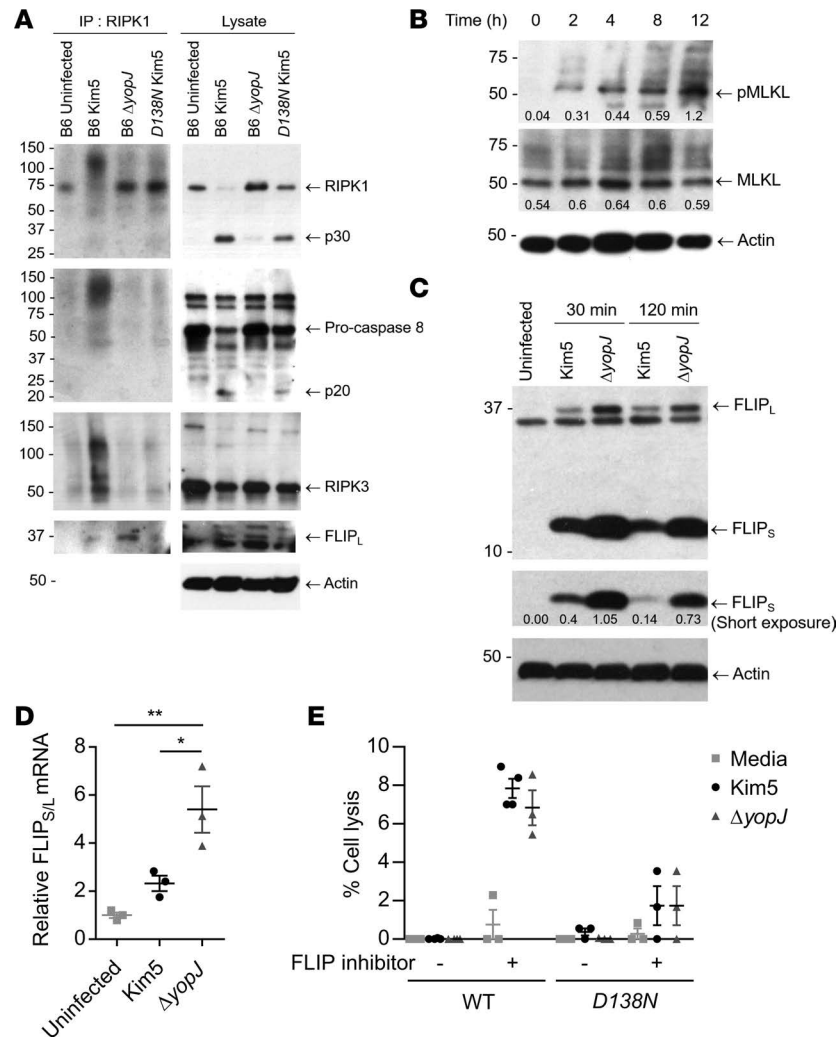 A
IP : RIPK1
Lysate
B6 Uninfected
B6 Kim5
B6 ΔyopJ
D138N Kim5
B6 Uninfected
B6 Kim5
B6 ΔyopJ
D138N Kim5
150
100
75
50
37
25
RIPK1
p30
150
100
75
50
37
25
20
Pro-caspase 8
p20
150
100
50
RIPK3
37
FLIPL
50
Actin
B
Time (h) 0 2 4 8 12
75
50
pMLKL
0.04 0.31 0.44 0.59 1.2
75
50
MLKL
0.54 0.6 0.64 0.6 0.59
50
Actin
C
30 min 120 min
Uninfected
Kim5
ΔyopJ
Kim5
ΔyopJ
37
FLIPL
FLIPS
10
FLIPS
(Short exposure)
0.00 0.4 1.05 0.14 0.73
50
Actin
D
Relative FLIPS/L mRNA
8
6
4
2
0
**
*
Uninfected
Kim5
ΔyopJ
E
% Cell lysis
10
8
6
4
2
0
Media
Kim5
ΔyopJ
FLIP inhibitor - + - +
WT D138N